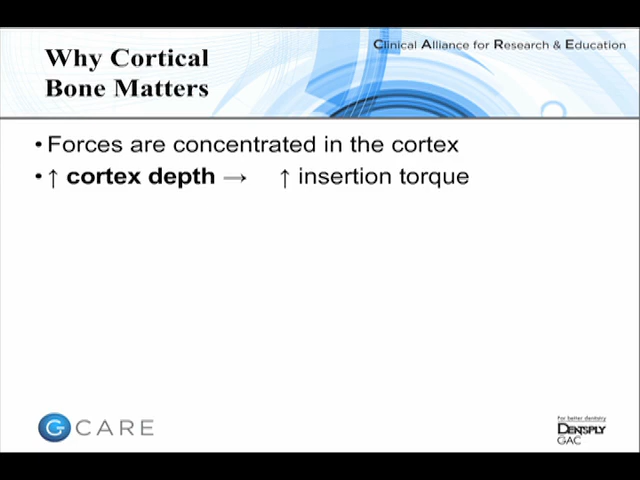 Clinical Alliance for Research & Education
Why Cortical
Bone Matters
• Forces are concentrated in the cortex
• ↑ cortex depth → ↑ insertion torque
G CARE
For better dentistry
DENTSPLY
GAC